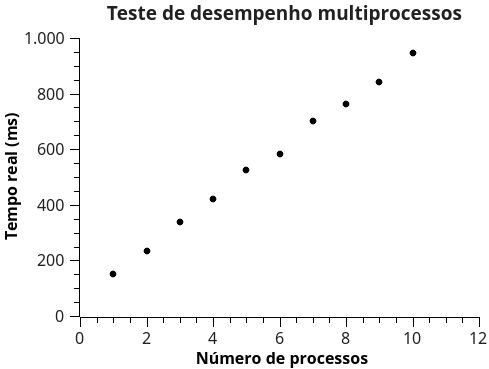 Teste de desempenho multiprocessos
Tempo real (ms)
1.000
800
600
400
200
0
0 2 4 6 8 10 12
Número de processos